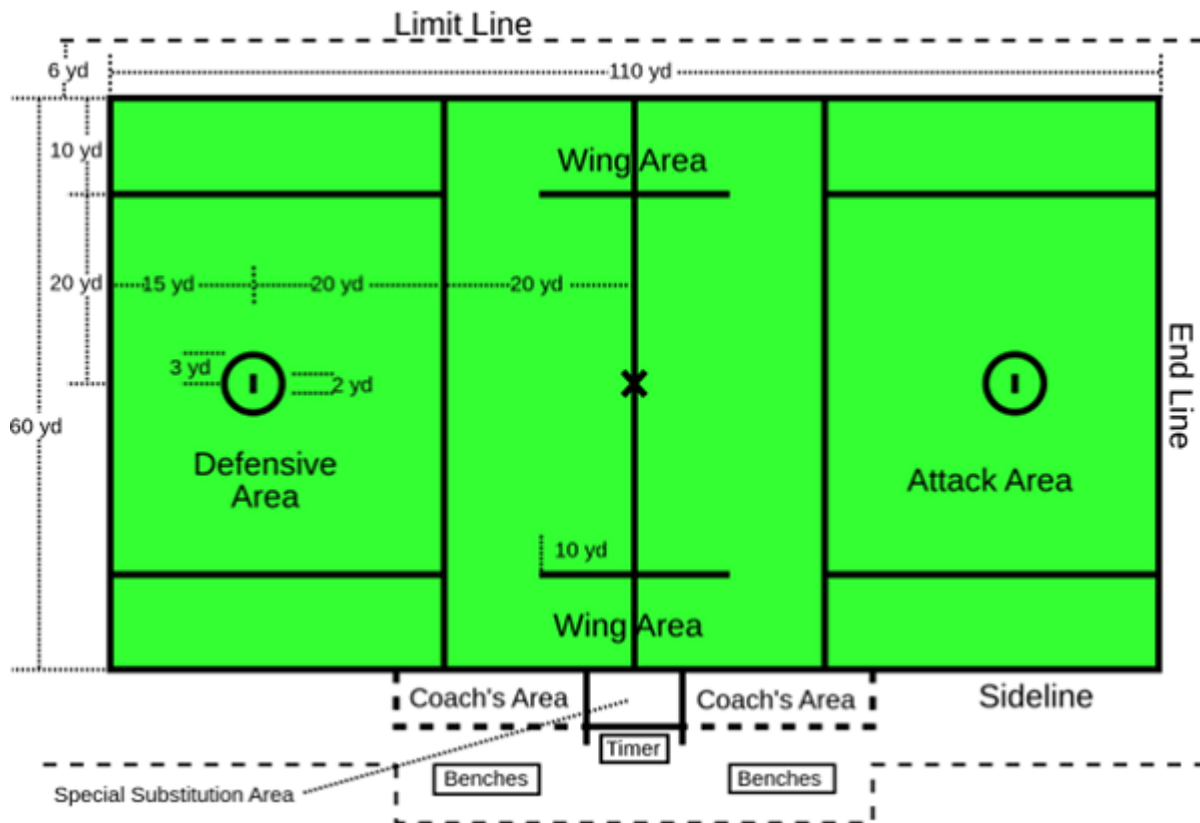 Limit Line
6 yd
110 yd
10 yd
Wing Area
20 yd
15 yd
20 yd
20 yd
3 yd
2 yd
End Line
60 yd
Defensive
Area
Attack Area
10 yd
Wing Area
Coach's Area
Coach's Area
Sideline
Timer
Benches
Benches
Special Substitution Area